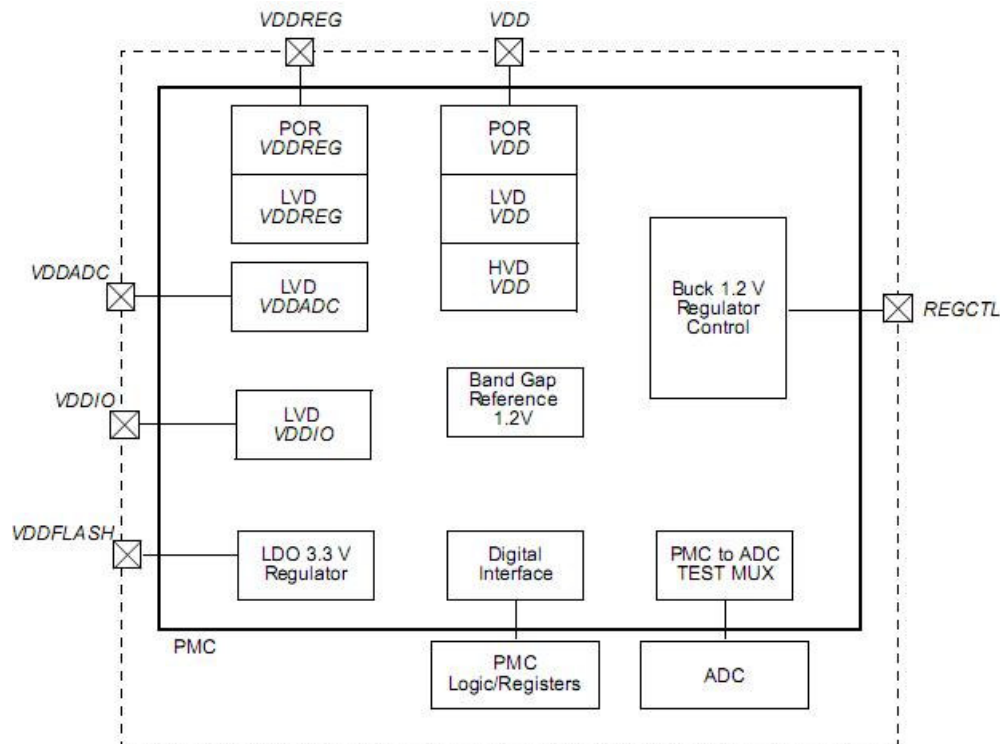 VDDREG
VDD
POR
VDDREG
POR
VDD
LVD
VDDREG
LVD
VDD
HVD
VDD
VDDADC
LVD
VDDADC
Buck 1.2 V
Regulator
Control
REGCTL
Band Gap
Reference
1.2V
VDDIO
LVD
VDDIO
VDDFLASH
LDO 3.3 V
Regulator
Digital
Interface
PMC to ADC
TEST MUX
PMC
PMC
Logic/Registers
ADC